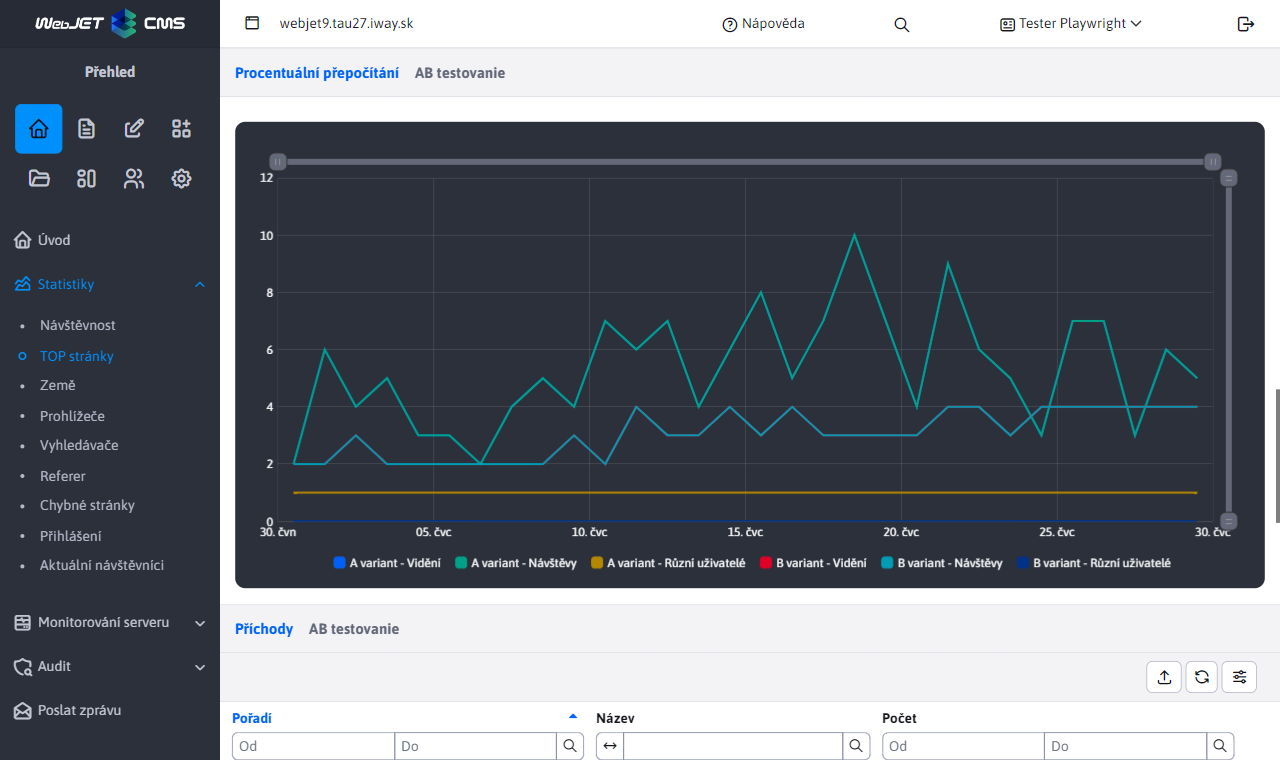 WebJET CMS
webjet9.tau27.iway.sk
Nápověda
Tester Playwright
Přehled
Úvod
Statistiky
Návštěvnost
TOP stránky
Země
Prohlížeče
Vyhledávače
Referer
Chybné stránky
Přihlášení
Aktuální návštěvníci
Monitorování serveru
Audit
Poslat zprávu
Procentuální přepočítání AB testovanie
12
10
8
6
4
2
0
30. čvn 05. čvc 10. čvc 15. čvc 20. čvc 25. čvc 30. čvc
A variant - Vidění A variant - Návštěvy A variant - Různí uživatelé B variant - Vidění B variant - Návštěvy B variant - Různí uživatelé
Příchody AB testovanie
Pořadí Název Počet
Od Do Od Do